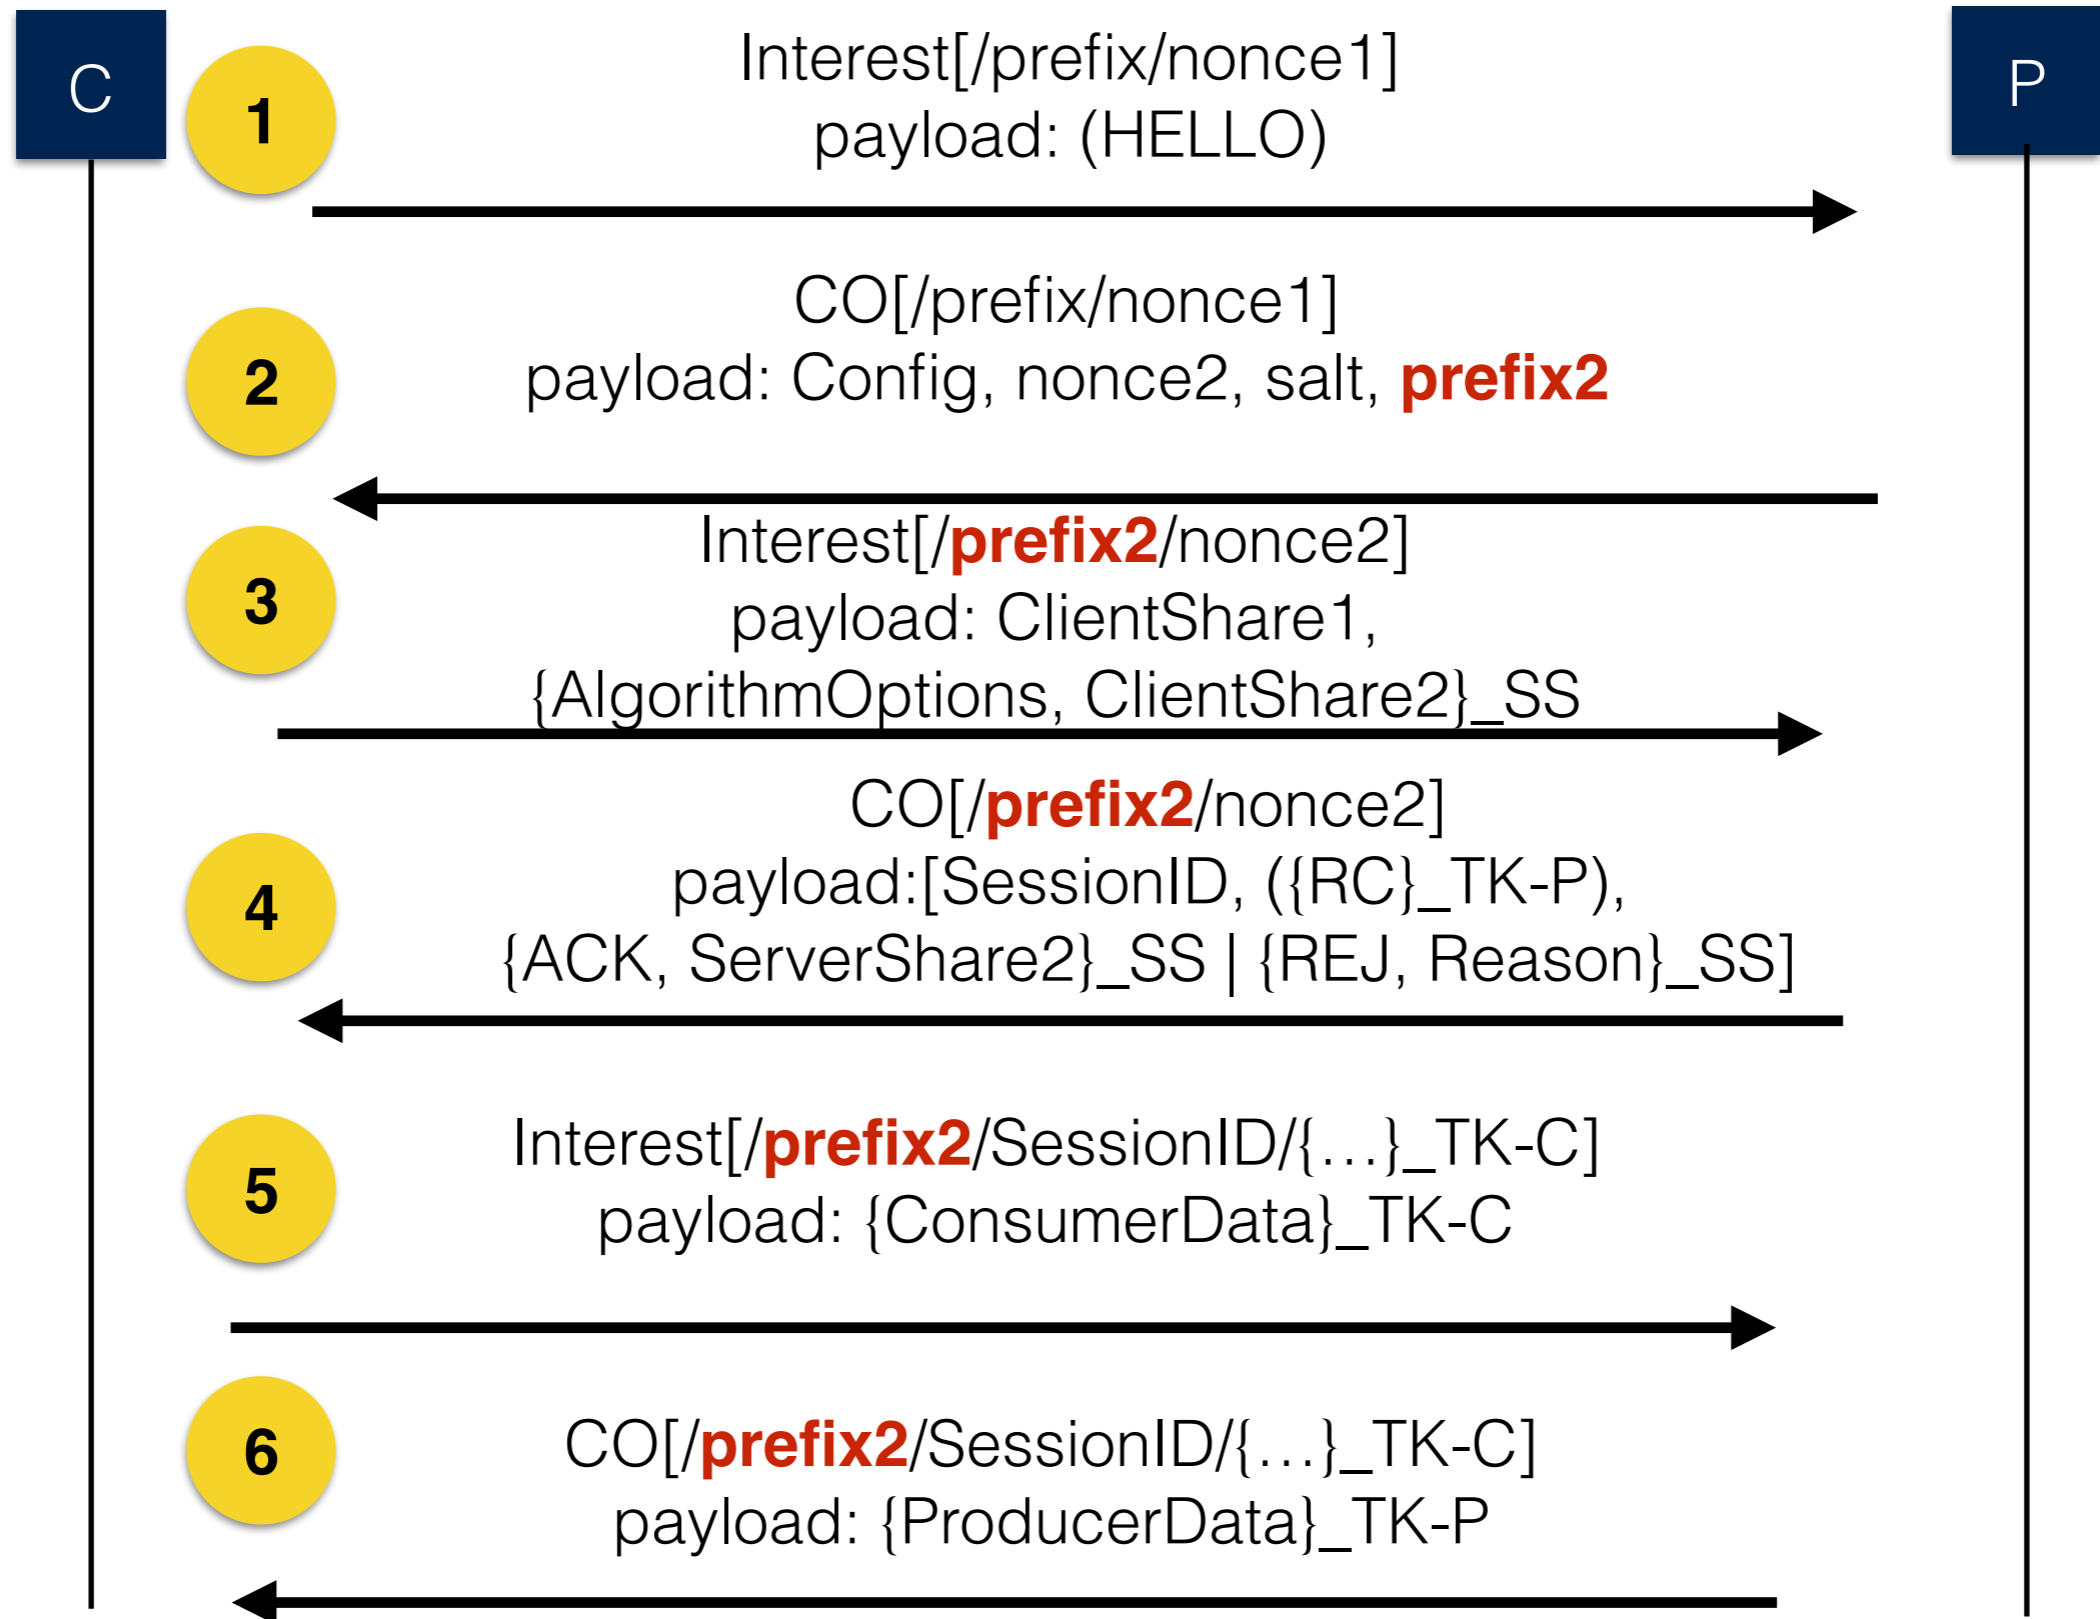 C
P
1
Interest[/prefix/nonce1]
payload: (HELLO)
2
CO[/prefix/nonce1]
payload: Config, nonce2, salt, prefix2
3
Interest[/prefix2/nonce2]
payload: ClientShare1,
{AlgorithmOptions, ClientShare2}_SS
4
CO[/prefix2/nonce2]
payload:[SessionID, ({RC}_TK-P),
{ACK, ServerShare2}_SS | {REJ, Reason}_SS]
5
Interest[/prefix2/SessionID/{…}_TK-C]
payload: {ConsumerData}_TK-C
6
CO[/prefix2/SessionID/{…}_TK-C]
payload: {ProducerData}_TK-P